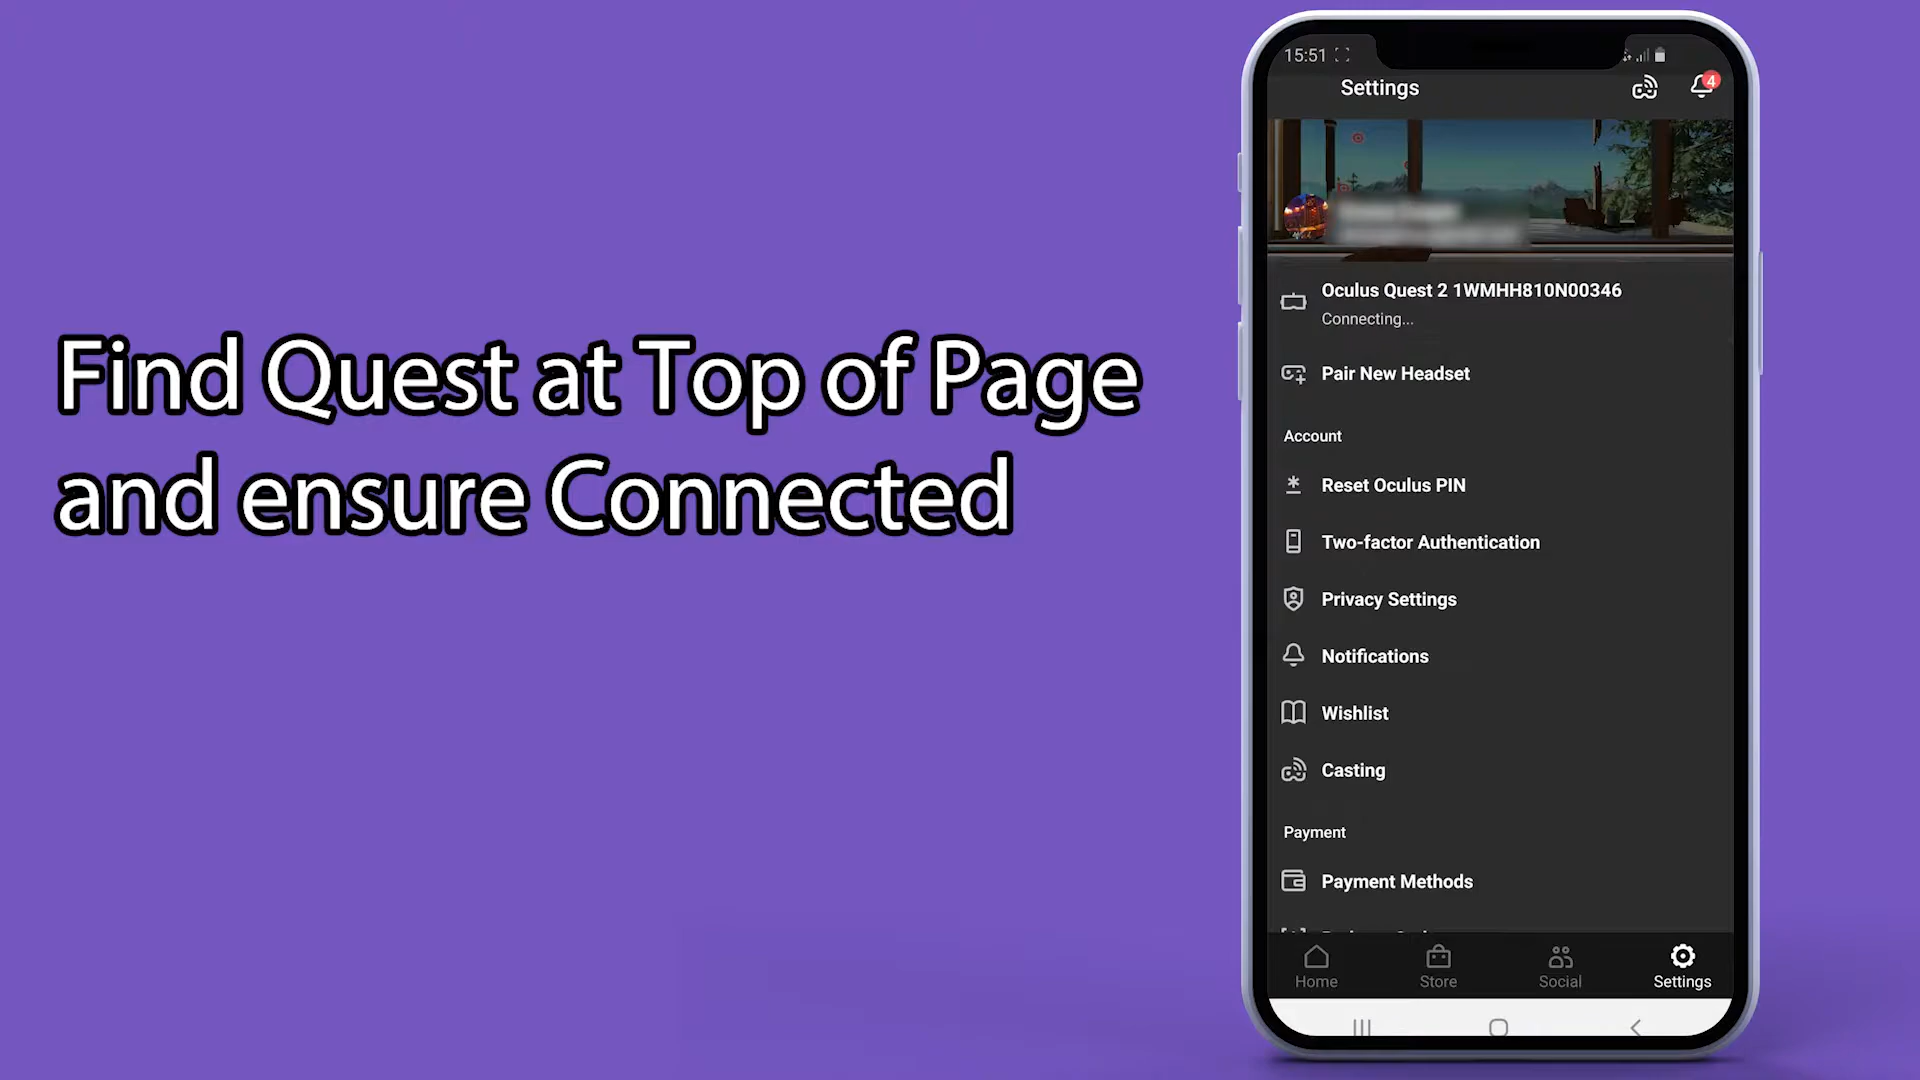 Find Quest at Top of Page
and ensure Connected
15:51
Settings
4
Oculus Quest 2 1WMHH810N00346
Connecting...
Pair New Headset
Account
Reset Oculus PIN
Two-factor Authentication
Privacy Settings
Notifications
Wishlist
Casting
Payment
Payment Methods
Home
Store
Social
Settings